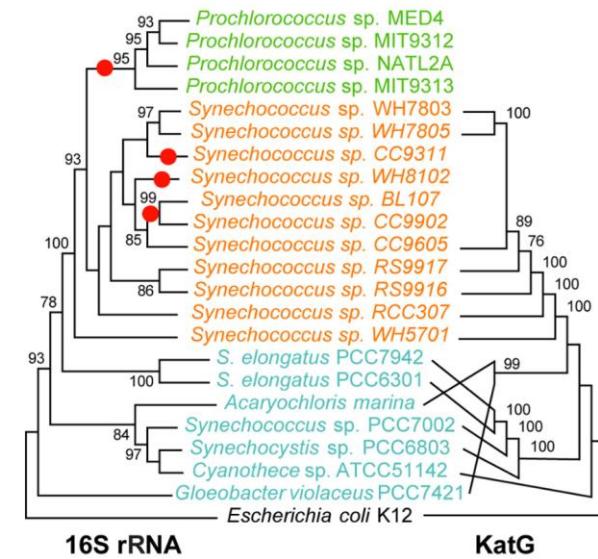 93 Prochlorococcus sp. MED4
95 Prochlorococcus sp. MIT9312
95 Prochlorococcus sp. NATL2A
Prochlorococcus sp. MIT9313
97 Synechococcus sp. WH7803 100
Synechococcus sp. WH7805
93 Synechococcus sp. CC9311
Synechococcus sp. WH8102
99 Synechococcus sp. BL107
Synechococcus sp. CC9902 89
100 85 Synechococcus sp. CC9605 76
Synechococcus sp. RS9917 100
86 Synechococcus sp. RS9916 100
78 Synechococcus sp. RCC307 100
Synechococcus sp. WH5701
93 S. elongatus PCC7942 99
100 S. elongatus PCC6301
Acaryochloris marina 100
84 Synechococcus sp. PCC7002 100
97 Synechocystis sp. PCC6803 100
Cyanothece sp. ATCC51142
Gloeobacter violaceus PCC7421
Escherichia coli K12
16S rRNA KatG